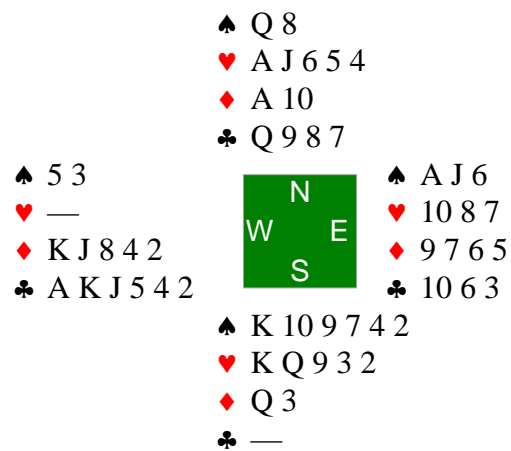 ♠ Q 8
♥ A J 6 5 4
♦ A 10
♣ Q 9 8 7
♠ 5 3
♥ —
♦ K J 8 4 2
♣ A K J 5 4 2
N
W E
S
♠ A J 6
♥ 10 8 7
♦ 9 7 6 5
♣ 10 6 3
♠ K 10 9 7 4 2
♥ K Q 9 3 2
♦ Q 3
♣ —